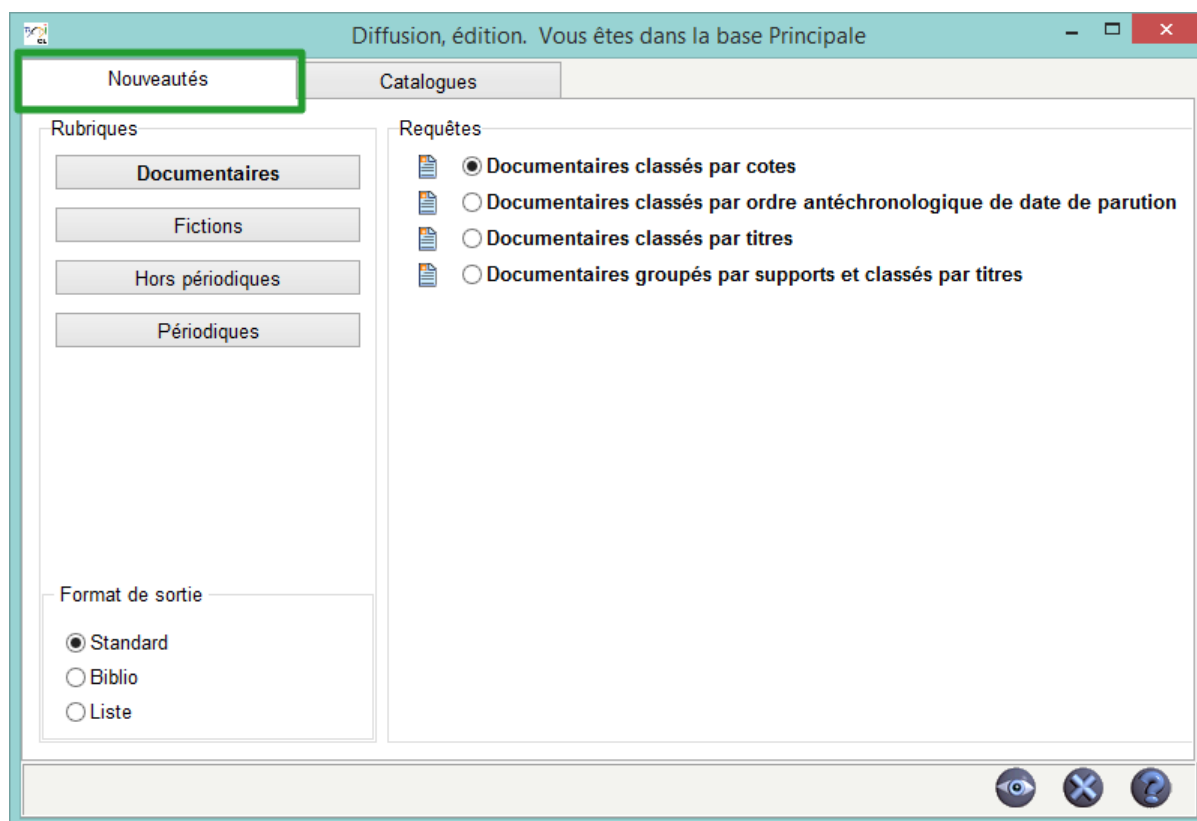 Diffusion, édition. Vous êtes dans la base Principale
Nouveautés
Catalogues
Rubriques
Documentaires
Fictions
Hors périodiques
Périodiques
Format de sortie
Standard
Biblio
Liste
Requêtes
Documentaires classés par cotes
Documentaires classés par ordre antéchronologique de date de parution
Documentaires classés par titres
Documentaires groupés par supports et classés par titres